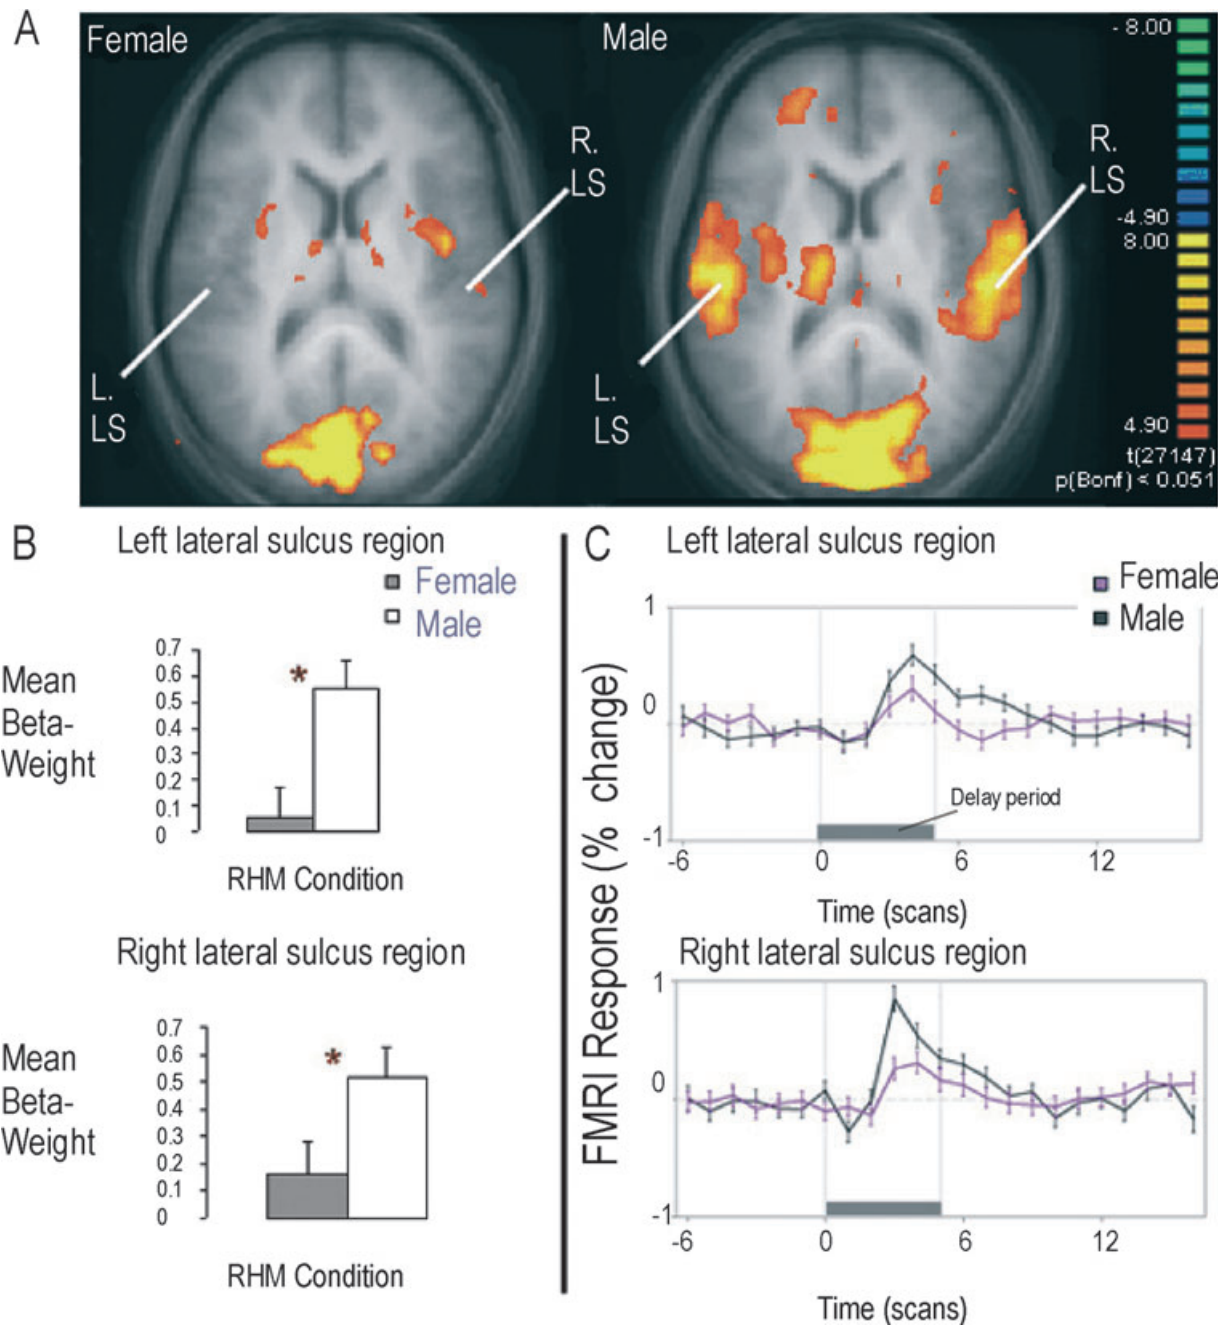 A
Female
Male
R.
LS
R.
LS
L.
LS
L.
LS
- 8.00
-4.90
8.00
4.90
t(27147)
p(Bonf) < 0.051
B
Left lateral sulcus region
Female
Male
Mean
Beta-
Weight
0.7
0.6
0.5
0.4
0.3
0.2
0.1
0
*
RHM Condition
Right lateral sulcus region
Mean
Beta-
Weight
0.7
0.6
0.5
0.4
0.3
0.2
0.1
0
*
RHM Condition
C
Left lateral sulcus region
Female
Male
FMRI Response (% change)
1
0
-1
Delay period
-6 0 6 12
Time (scans)
Right lateral sulcus region
1
0
-1
-6 0 6 12
Time (scans)